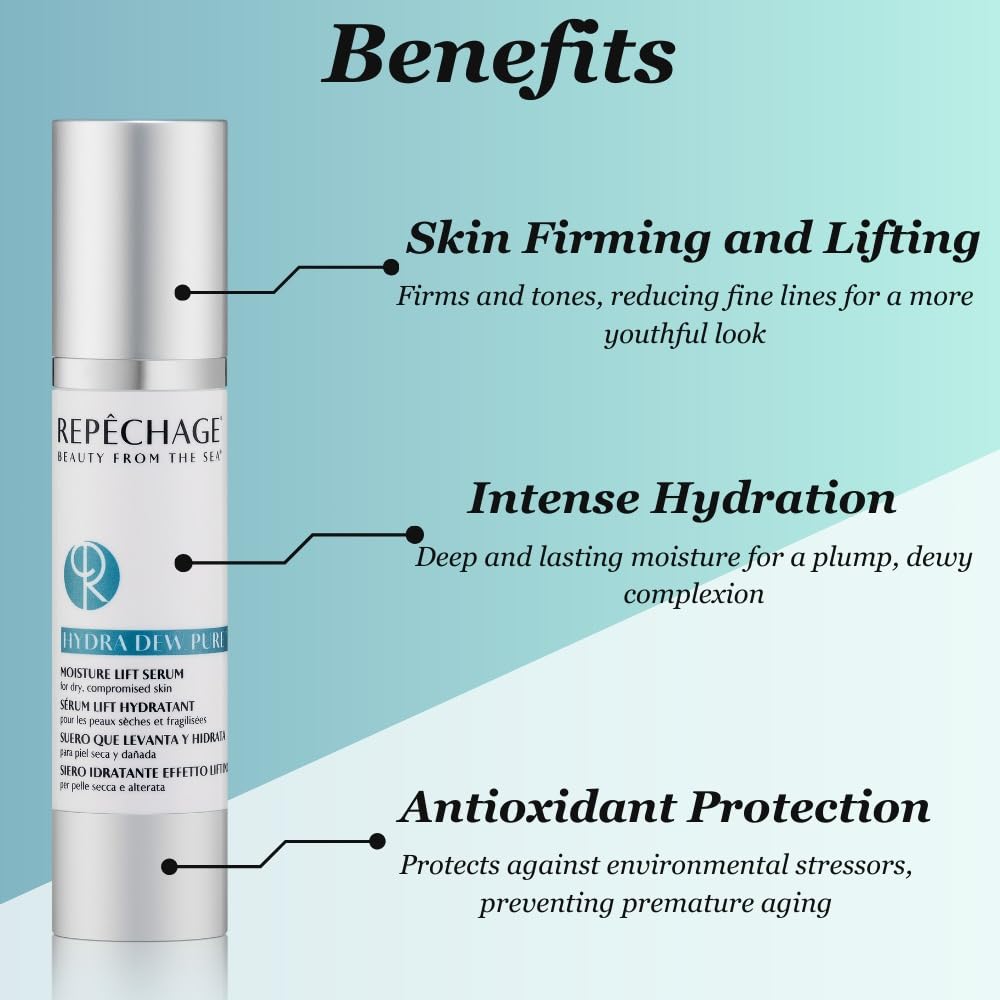 Benefits
Skin Firming and Lifting
Firms and tones, reducing fine lines for a more
youthful look
Intense Hydration
Deep and lasting moisture for a plump, dewy
complexion
Antioxidant Protection
Protects against environmental stressors,
preventing premature aging
REPÊCHAGE®
BEAUTY FROM THE SEA®
HYDRA DEW PURE
MOISTURE LIFT SERUM
for dry, compromised skin
SÉRUM LIFT HYDRATANT
pour les peaux sèches et fragilisées
SUERO QUE LEVANTA Y HIDRATA
para piel seca y dañada
SIERO IDRATANTE EFFETTO
per pelle secca e alterata